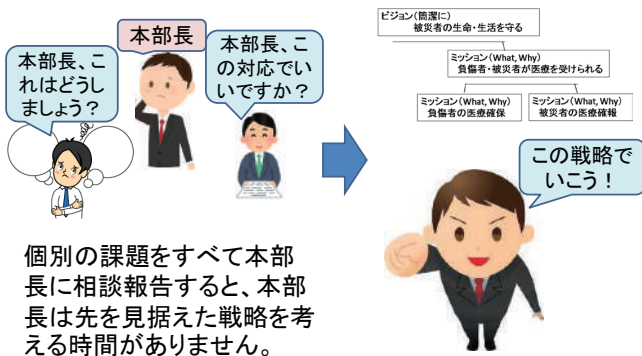 本部長
本部長、こ
れはどうし
ましょう？
本部長、こ
の対応でい
いですか？
個別の課題をすべて本部
長に相談報告すると、本部
長は先を見据えた戦略を考
える時間がありません。
ビジョン（簡潔に）
被災者の生命・生活を守る
ミッション（What, Why）
負傷者・被災者が医療を受けられる
ミッション（What, Why）
負傷者の医療確保
ミッション（What, Why）
被災者の医療確報
この戦略で
いこう！